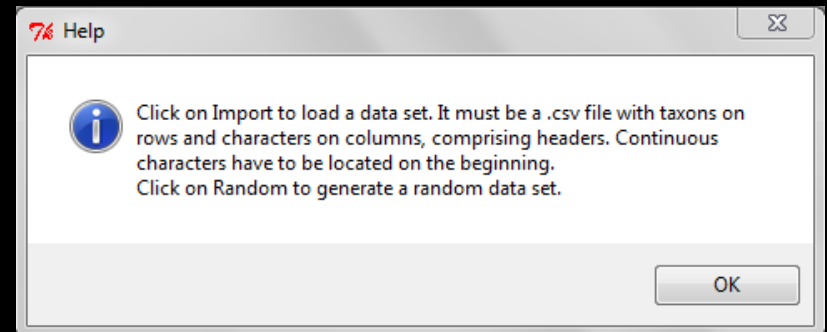 Help
Click on Import to load a data set. It must be a .csv file with taxons on
rows and characters on columns, comprising headers. Continuous
characters have to be located on the beginning.
Click on Random to generate a random data set.
OK